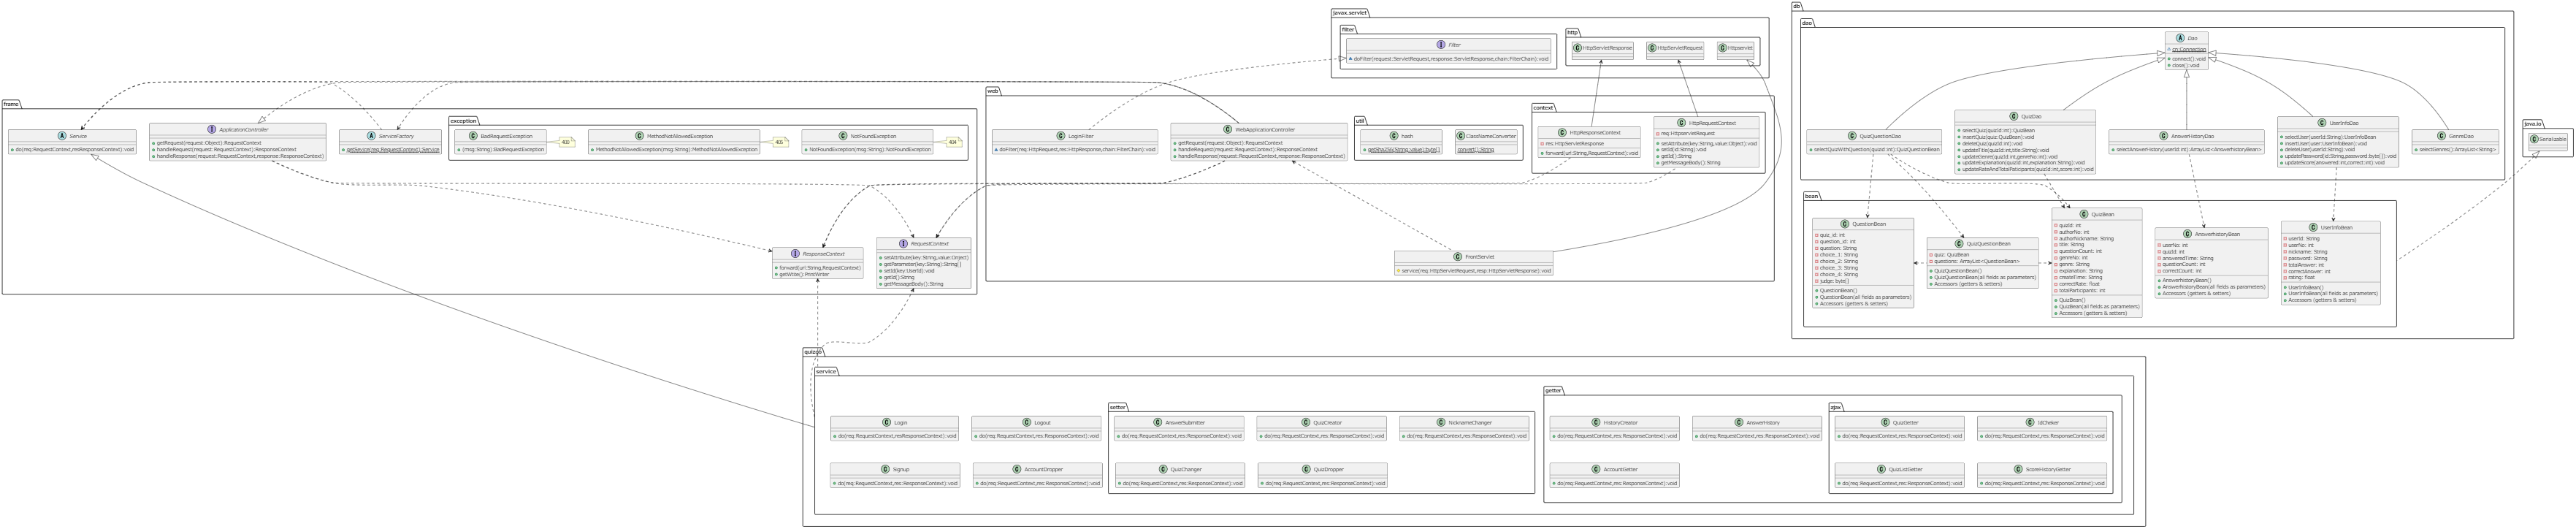 javax.servlet
filter
Filter
doFilter(request:ServletRequest,response:ServletResponse,chain:FilterChain):void
http
HttpServletResponse
HttpServletRequest
Httpservlet
db
dao
Dao
cn:Connection
connect():void
close():void
QuizQuestionDao
selectQuizWithQuestion(quizId:int):QuizQuestionBean
QuizDao
selectQuiz(quizId:int):QuizBean
insertQuiz(quiz:QuizBean):void
deleteQuiz(quizId:int):void
updateTitle(quizId:int,title:String):void
updateGenre(quizId:int,genreNo:int):void
updateExplanation(quizId:int,explanation:String):void
updateRateAndTotalPaticipants(quizId:int,score:int):void
AnswerHistoryDao
selectAnswerHistory(userId:int):ArrayList<AnswerhistoryBean>
UserInfoDao
selectUser(userId:String):UserInfoBean
insertUser(user:UserInfoBean):void
deleteUser(userId:String):void
updatePassword(id:String,password:byte[]):void
updateScore(answered:int,correct:int):void
GenreDao
selectGenres():ArrayList<String>
bean
QuestionBean
quiz_id: int
question_id: int
question: String
choice_1: String
choice_2: String
choice_3: String
choice_4: String
judge: byte[]
QuestionBean()
QuestionBean(all fields as parameters)
Accessors (getters & setters)
QuizQuestionBean
quiz: QuizBean
questions: ArrayList<QuestionBean>
QuizQuestionBean()
QuizQuestionBean(all fields as parameters)
Accessors (getters & setters)
QuizBean
quizId: int
authorNo: int
authorNickname: String
title: String
questionCount: int
genreNo: int
genre: String
explanation: String
createTime: String
correctRate: float
totalParticipants: int
QuizBean()
QuizBean(all fields as parameters)
Accessors (getters & setters)
AnswerhistoryBean
userNo: int
quizId: int
answeredTime: String
questionCount: int
correctCount: int
AnswerhistoryBean()
AnswerhistoryBean(all fields as parameters)
Accessors (getters & setters)
UserInfoBean
userId: String
userNo: int
nickname: String
password: String
totalAnswer: int
correctAnswer: int
rating: float
UserInfoBean()
UserInfoBean(all fields as parameters)
Accessors (getters & setters)
java.io
Serializable
frame
Service
do(req:RequestContext,resResponseContext):void
ApplicationController
getRequest(request:Object):RequestContext
handleRequest(request:RequestContext):ResponseContext
handleResponse(request:RequestContext,response:ResponseContext)
ServiceFactory
getSevice(req:RequestContext):Service
exception
BadRequestException
(msg:String):BadRequestException
400
MethodNotAllowedException
MethodNotAllowedException(msg:String):MethodNotAllowedException
405
NotFoundException
NotFoundException(msg:String):NotFoundException
404
ResponseContext
forward(url:String,RequestContext)
getWrite():PrintWriter
RequestContext
setAttribute(key:String,value:Object)
getParameter(key:String):String[]
setId(key:UserId):void
getId():String
getMessageBody():String
web
LoginFilter
doFilter(req:HttpRequest,res:HttpResponse,chain:FilterChain):void
WebApplicationController
getRequest(request:Object):RequestContext
handleRequest(request:RequestContext):ResponseContext
handleResponse(request:RequestContext,response:ResponseContext)
util
hash
getSha256(String:value):byte[]
ClassNameConverter
convert():String
context
HttpResponseContext
res:HttpServletResponse
forward(url:String,RequestContext):void
HttpRequestContext
req:HttpservletRequest
setAttribute(key:String,value:Object):void
setId(id:String):void
getId():String
getMessageBody():String
FrontServlet
service(req:HttpServletRequest,resp:HttpServletResponse):void
service
Login
do(req:RequestContext,resResponseContext):void
Logout
do(req:RequestContext,res:ResponseContext):void
Signup
do(req:RequestContext,res:ResponseContext):void
AccountDropper
do(req:RequestContext,res:ResponseContext):void
setter
AnswerSubmitter
do(req:RequestContext,res:ResponseContext):void
QuizCreator
do(req:RequestContext,res:ResponseContext):void
NicknameChanger
do(req:RequestContext,res:ResponseContext):void
QuizChanger
do(req:RequestContext,res:ResponseContext):void
QuizDropper
do(req:RequestContext,res:ResponseContext):void
getter
HistoryCreator
do(req:RequestContext,res:ResponseContext):void
AnswerHistory
do(req:RequestContext,res:ResponseContext):void
AccountGetter
do(req:RequestContext,res:ResponseContext):void
QuizGetter
do(req:RequestContext,res:ResponseContext):void
IdCheker
do(req:RequestContext,res:ResponseContext):void
QuizListGetter
do(req:RequestContext,res:ResponseContext):void
ScoreHistoryGetter
do(req:RequestContext,res:ResponseContext):void